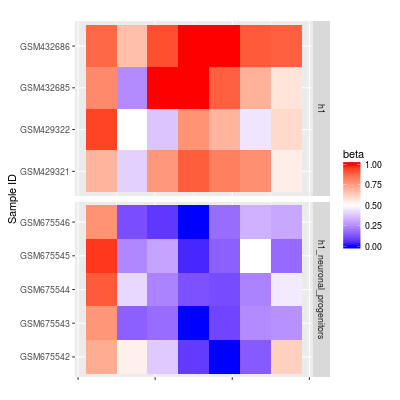 GSM432686
GSM432685
GSM429322
GSM429321
h1
GSM675546
GSM675545
GSM675544
GSM675543
GSM675542
h1_neuronal_progenitors
Sample ID
beta
1.00
0.75
0.50
0.25
0.00